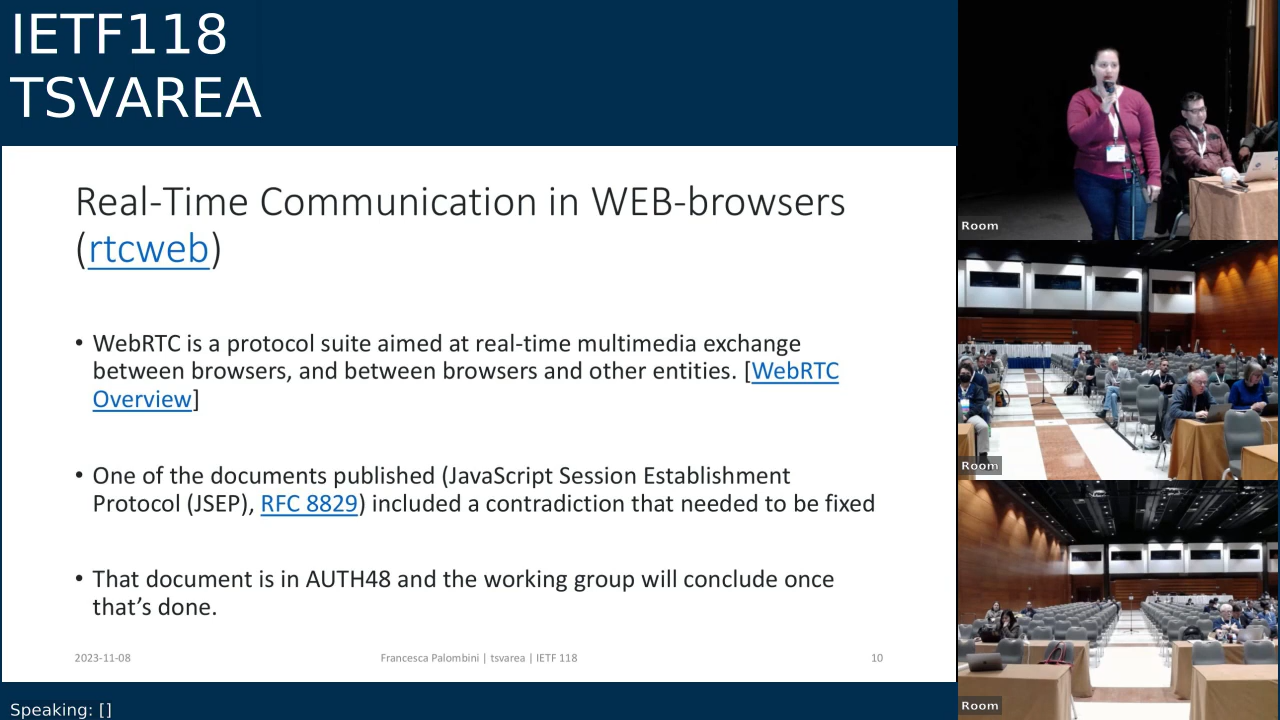 IETF118
TSVAREA
Real-Time Communication in WEB-browsers
(rtcweb)
• WebRTC is a protocol suite aimed at real-time multimedia exchange
between browsers, and between browsers and other entities. [WebRTC
Overview]
• One of the documents published (JavaScript Session Establishment
Protocol (JSEP), RFC 8829) included a contradiction that needed to be fixed
• That document is in AUTH48 and the working group will conclude once
that’s done.
2023-11-08
Francesca Palombini | tsvarea | IETF 118
10
Speaking: []
Room
Room
Room